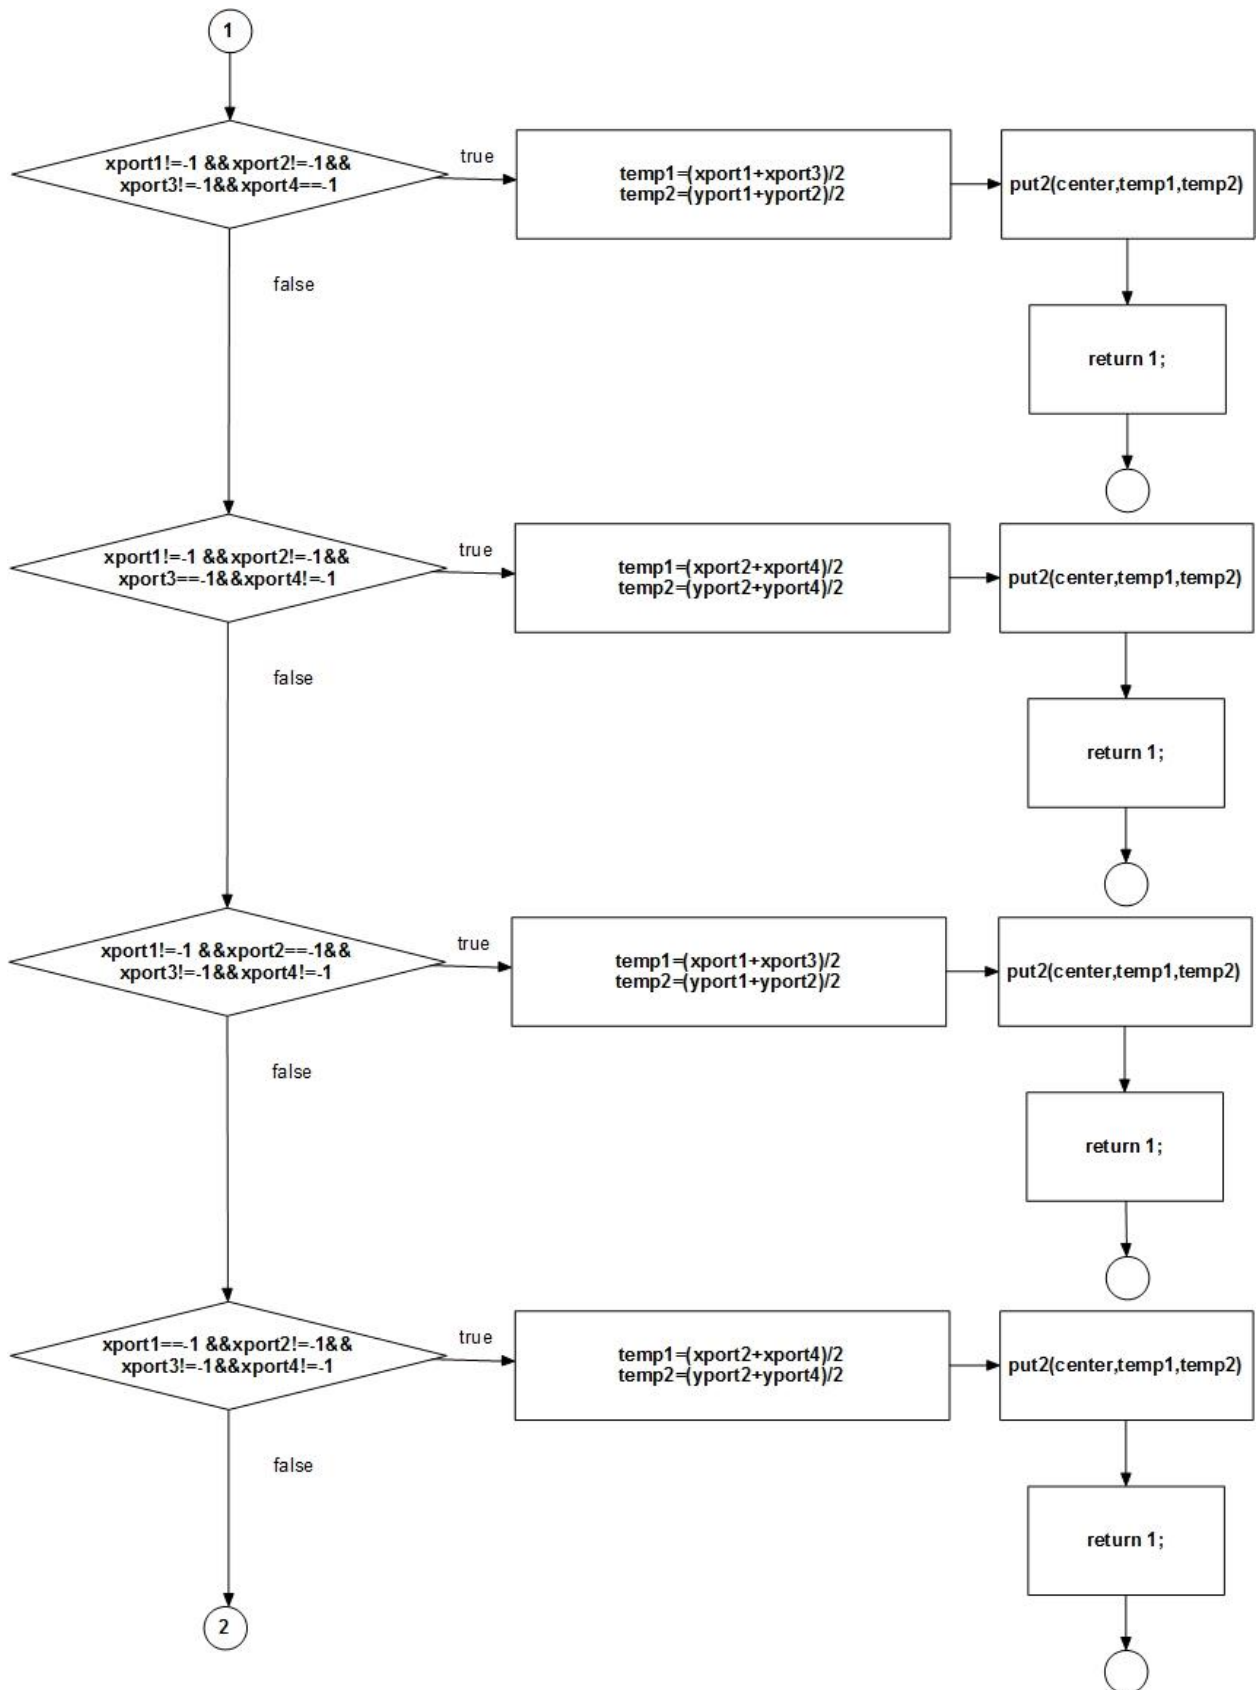 1
xport1!=-1 &&xport2!=-1&&
xport3!=-1&&xport4==-1
true
temp1=(xport1+xport3)/2
temp2=(yport1+yport2)/2
put2(center,temp1,temp2)
false
return 1;
xport1!=-1 &&xport2!=-1&&
xport3==-1&&xport4!=-1
true
temp1=(xport2+xport4)/2
temp2=(yport2+yport4)/2
put2(center,temp1,temp2)
false
return 1;
xport1!=-1 &&xport2==-1&&
xport3!=-1&&xport4!=-1
true
temp1=(xport1+xport3)/2
temp2=(yport1+yport2)/2
put2(center,temp1,temp2)
false
return 1;
xport1==-1 &&xport2!=-1&&
xport3!=-1&&xport4!=-1
true
temp1=(xport2+xport4)/2
temp2=(yport2+yport4)/2
put2(center,temp1,temp2)
false
return 1;
2